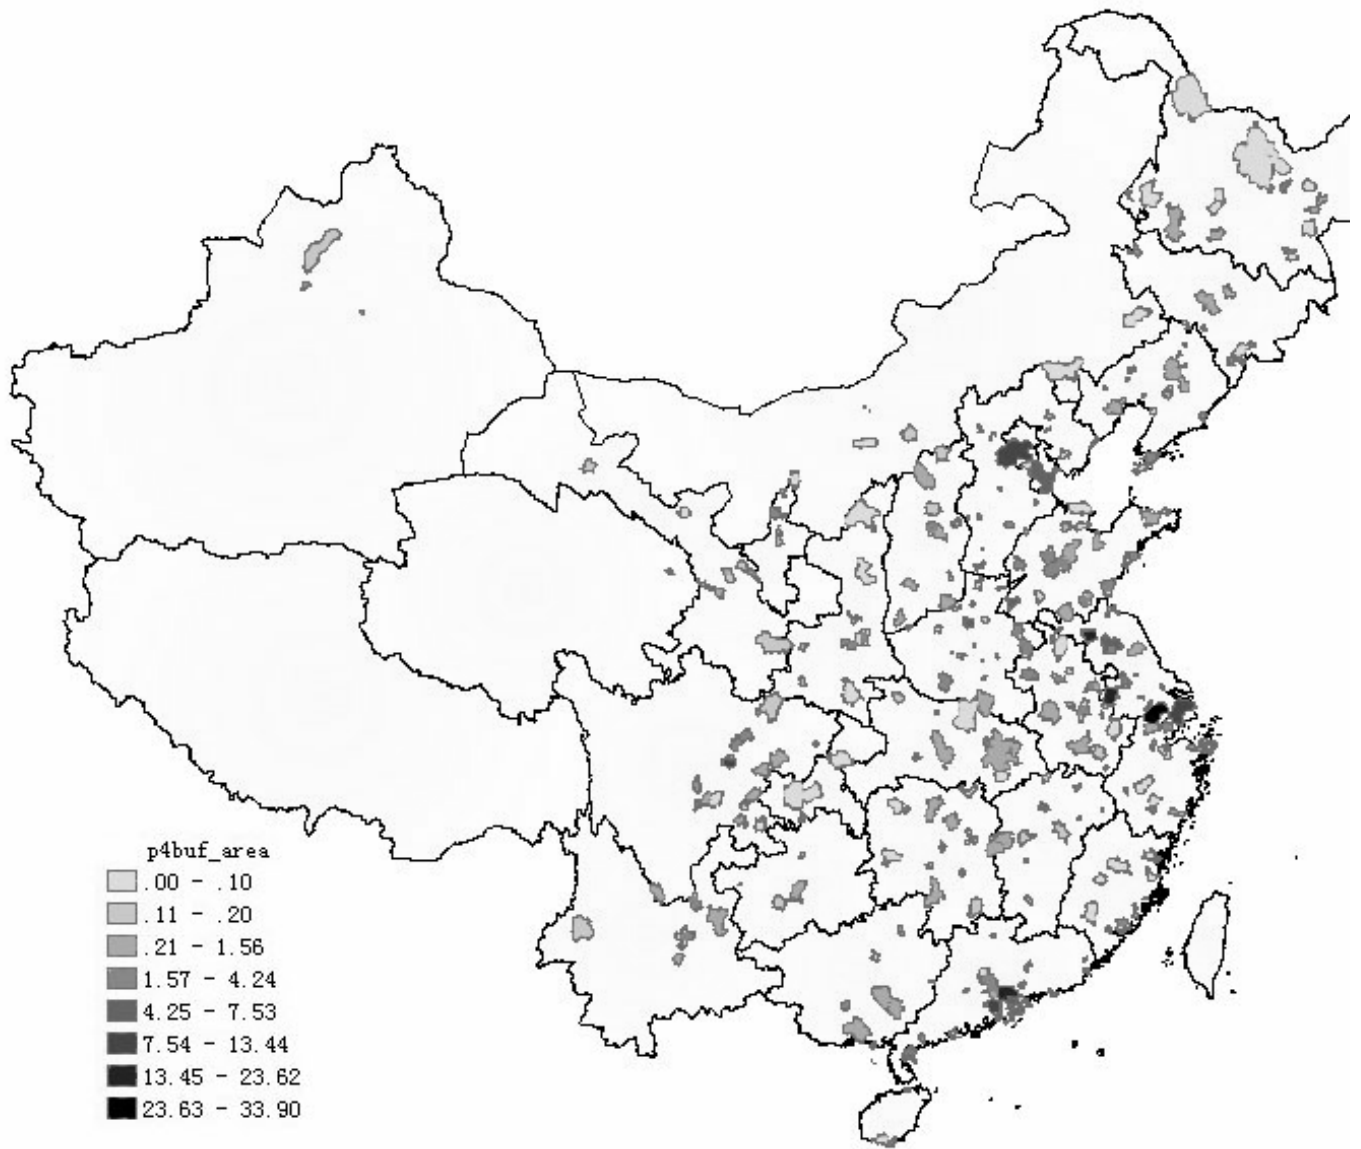 p4buf_area
.00 - .10
.11 - .20
.21 - 1.56
1.57 - 4.24
4.25 - 7.53
7.54 - 13.44
13.45 - 23.62
23.63 - 33.90